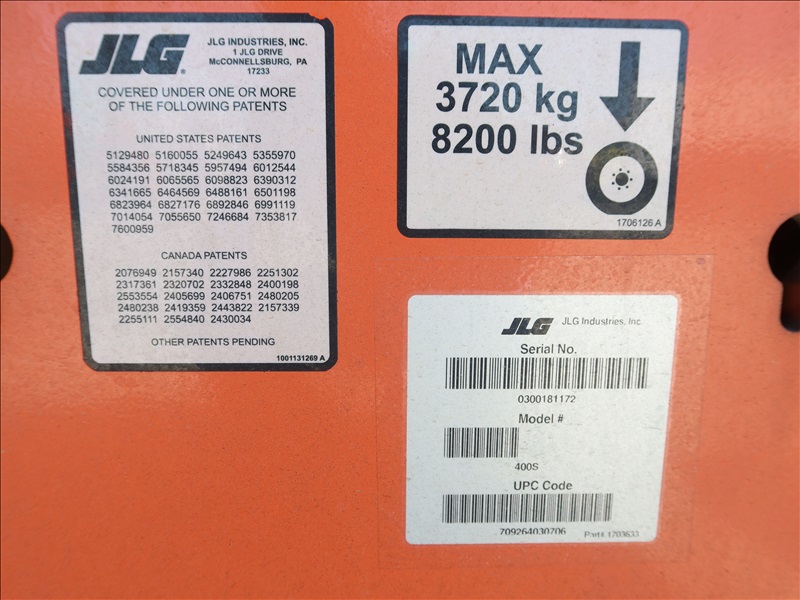 JLG
JLG INDUSTRIES, INC.
1 JLG DRIVE
McCONNELLSBURG, PA
17233
COVERED UNDER ONE OR MORE
OF THE FOLLOWING PATENTS
UNITED STATES PATENTS
5129480 5160055 5249643 5355970
5584356 5718345 5957494 6012544
6024191 6065565 6098823 6390312
6341665 6464569 6488161 6501198
6823964 6827176 6892846 6991119
7014054 7055650 7246684 7353817
7600959
CANADA PATENTS
2076949 2157340 2227986 2251302
2317361 2320702 2332848 2400198
2553554 2405699 2406751 2480205
2480238 2419359 2443822 2157339
2255111 2554840 2430034
OTHER PATENTS PENDING
1001131269 A
MAX
3720 kg
8200 lbs
1706126 A
JLG JLG Industries, Inc.
Serial No.
0300181172
Model #
400S
UPC Code
709264030706
Part# 1703633